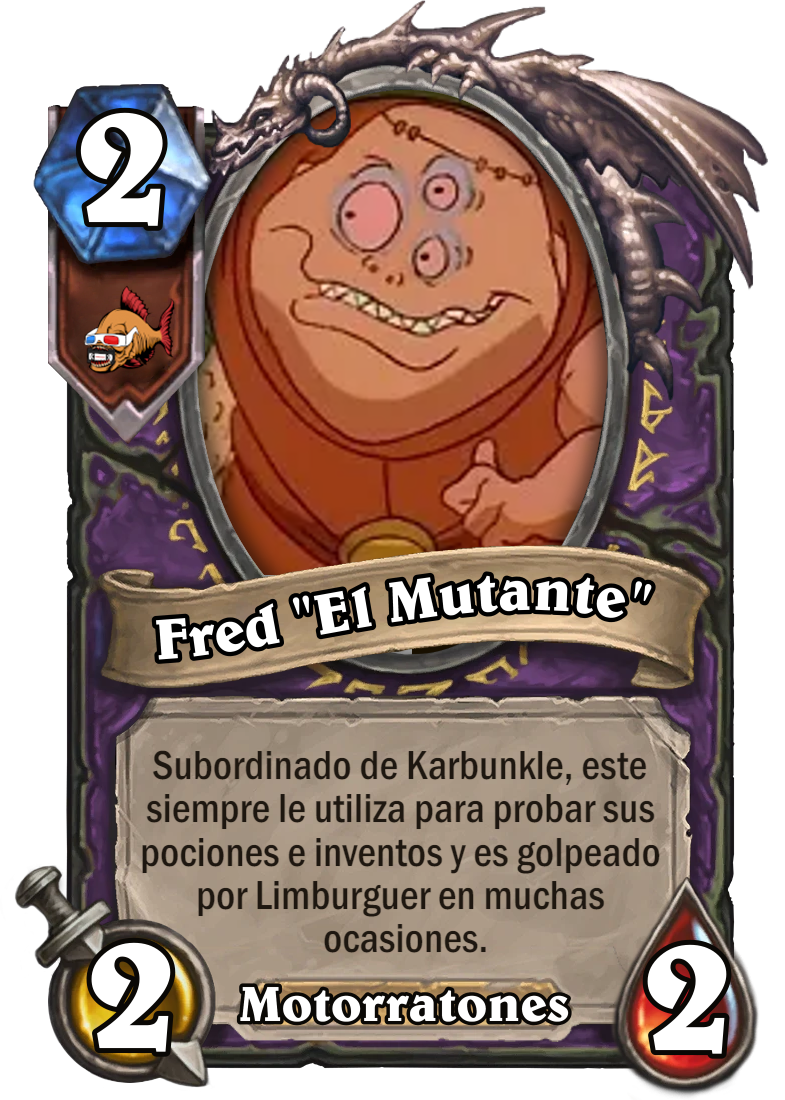 2
Fred "El Mutante"
Subordinado de Karbunkle, este
siempre le utiliza para probar sus
pociones e inventos y es golpeado
por Limburguer en muchas
ocasiones.
2
Motorratones
2